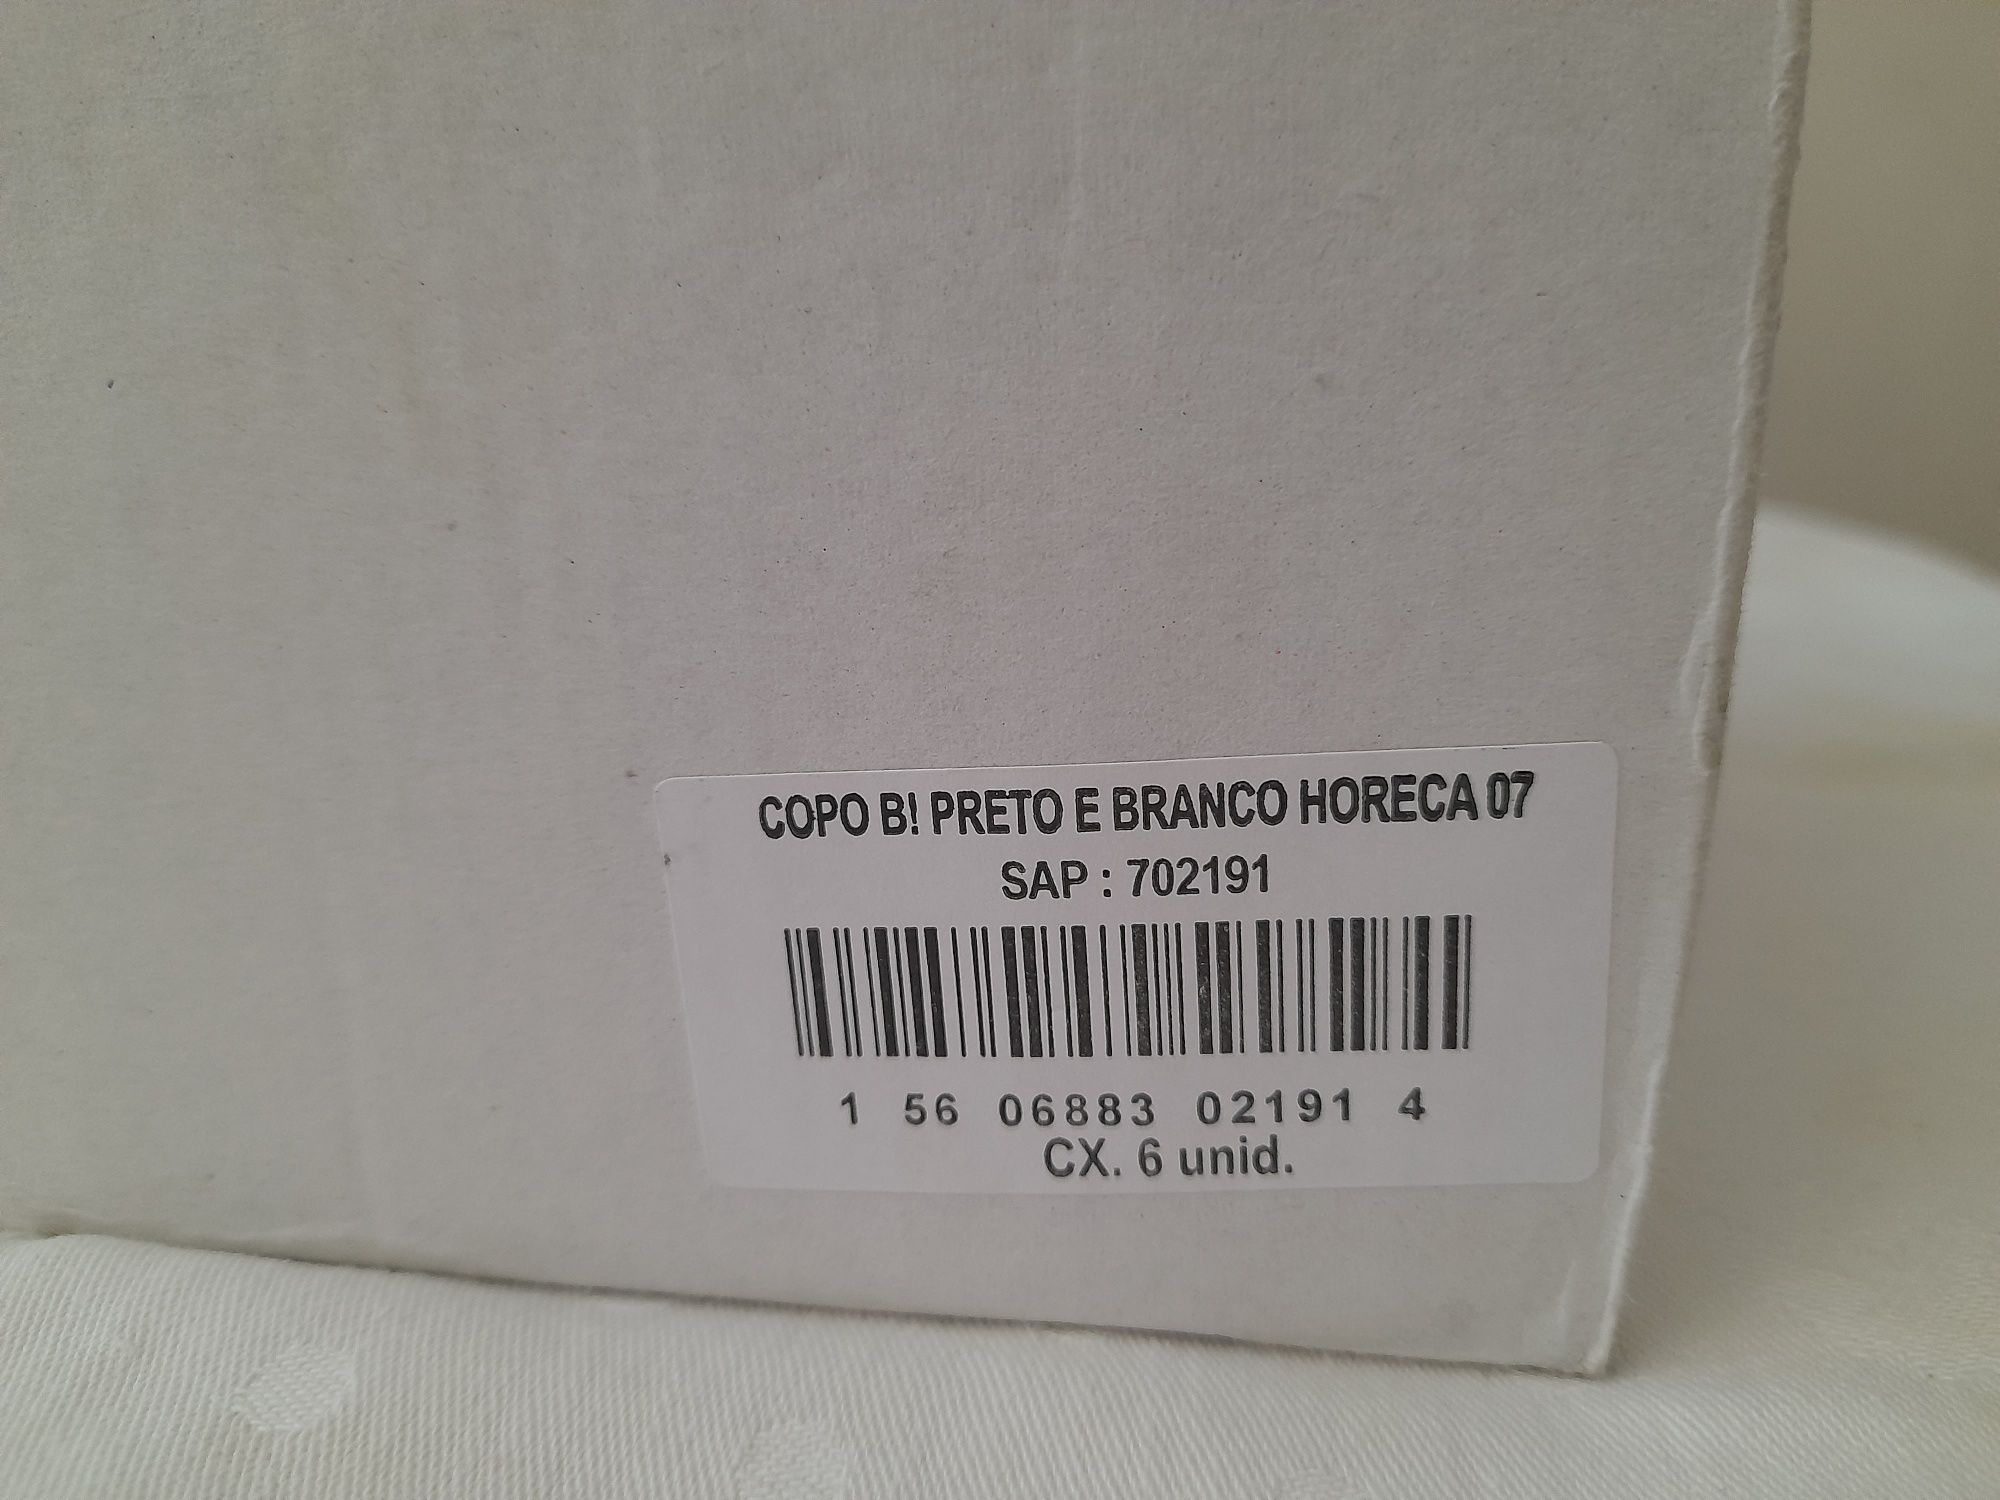 COPO B! PRETO E BRANCO HORECA 07
SAP : 702191
1 56 06883 02191 4
CX. 6 unid.